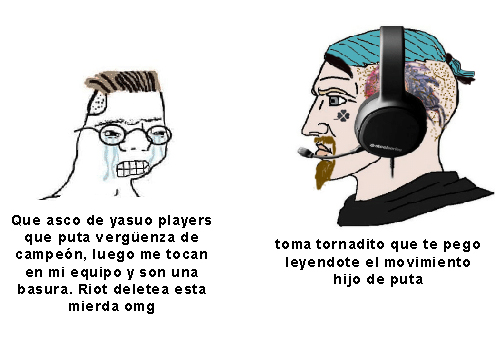 Que asco de yasuo players
que puta vergüenza de
campeón, luego me tocan
en mi equipo y son una
basura. Riot deletea esta
mierda omg
toma tornadito que te pego
leyendote el movimiento
hijo de puta